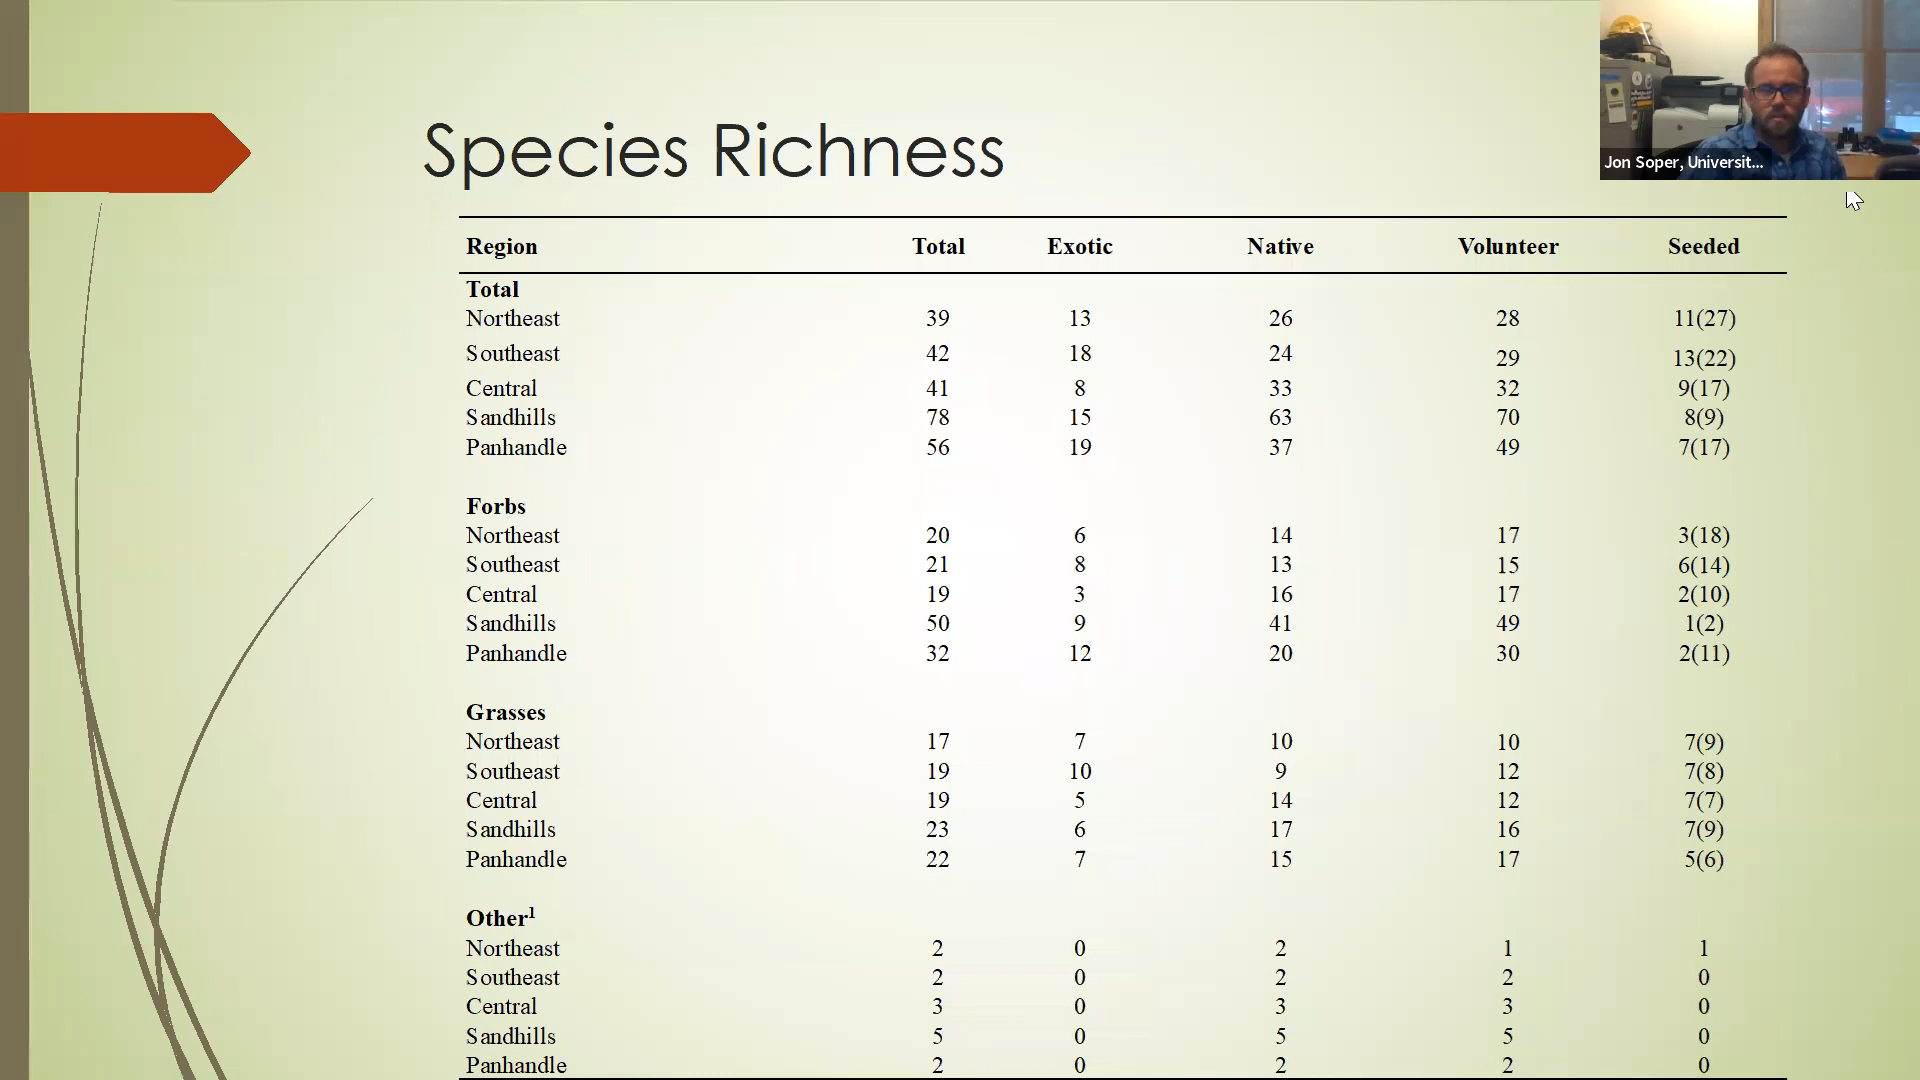 Jon Soper, Universit...
Species Richness
Region Total Exotic Native Volunteer Seeded
Total
Northeast 39 13 26 28 11(27)
Southeast 42 18 24 29 13(22)
Central 41 8 33 32 9(17)
Sandhills 78 15 63 70 8(9)
Panhandle 56 19 37 49 7(17)
Forbs
Northeast 20 6 14 17 3(18)
Southeast 21 8 13 15 6(14)
Central 19 3 16 17 2(10)
Sandhills 50 9 41 49 1(2)
Panhandle 32 12 20 30 2(11)
Grasses
Northeast 17 7 10 10 7(9)
Southeast 19 10 9 12 7(8)
Central 19 5 14 12 7(7)
Sandhills 23 6 17 16 7(9)
Panhandle 22 7 15 17 5(6)
Other¹
Northeast 2 0 2 1 1
Southeast 2 0 2 2 0
Central 3 0 3 3 0
Sandhills 5 0 5 5 0
Panhandle 2 0 2 2 0